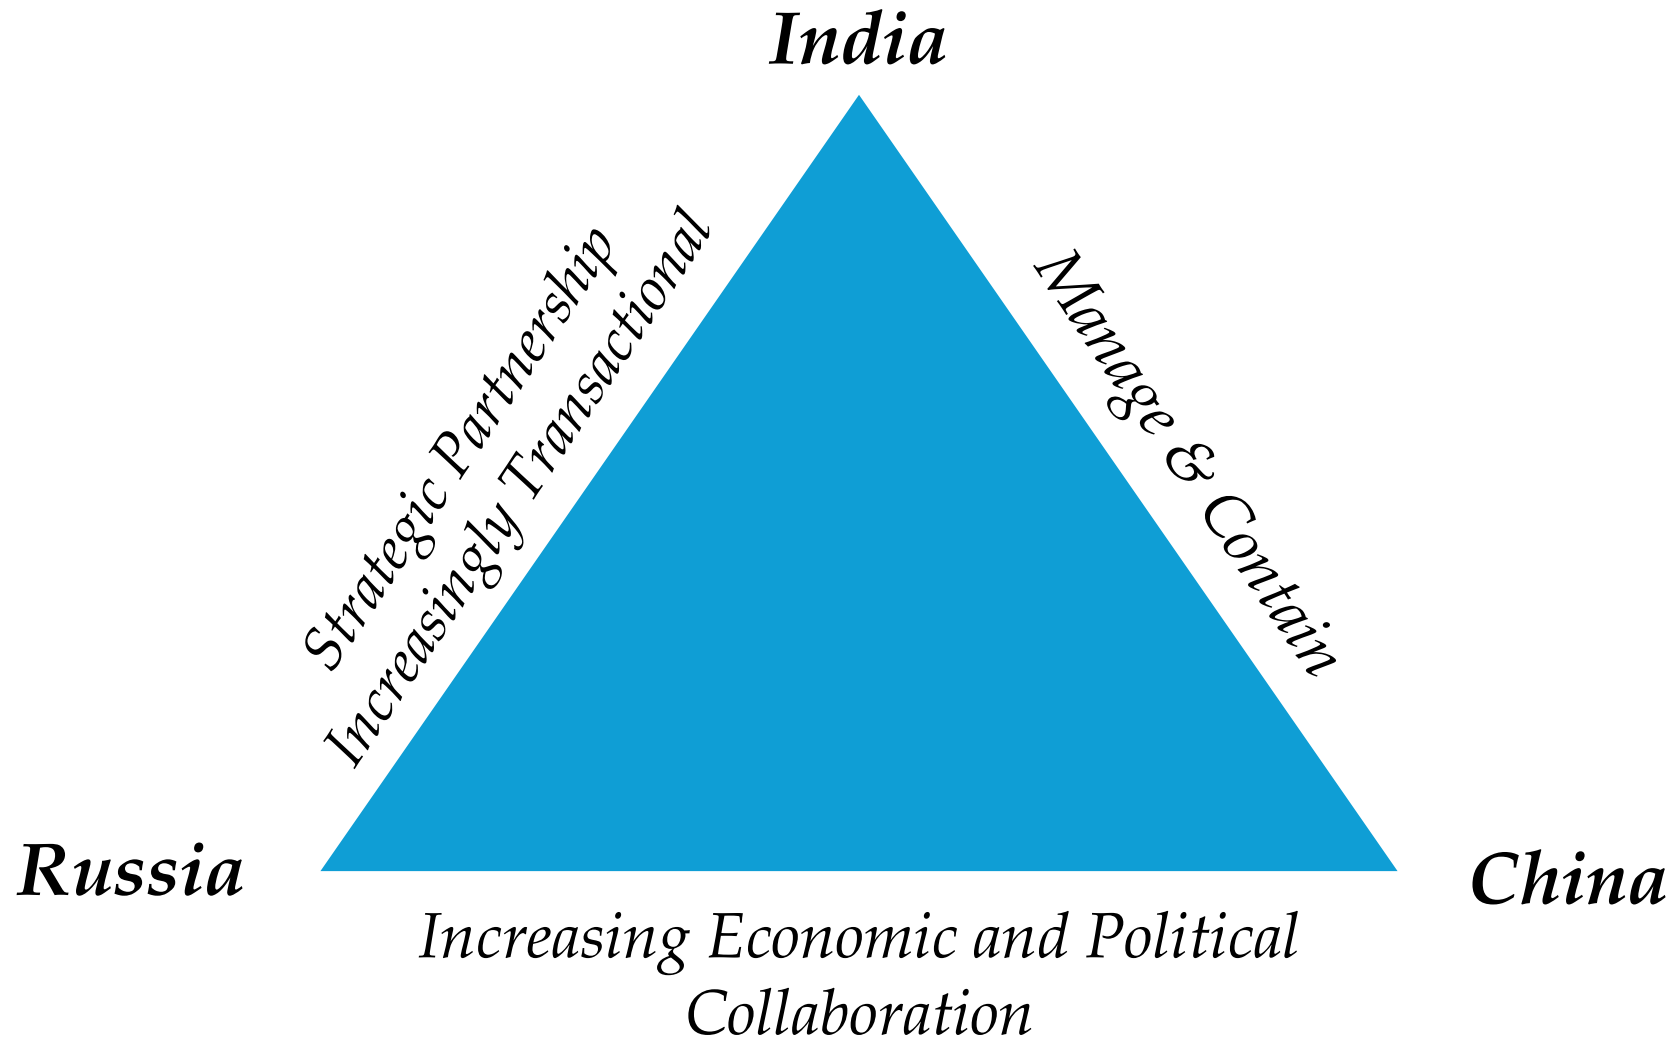 India
Strategic Partnership
Increasingly Transactional
Manage & Contain
Russia
China
Increasing Economic and Political
Collaboration